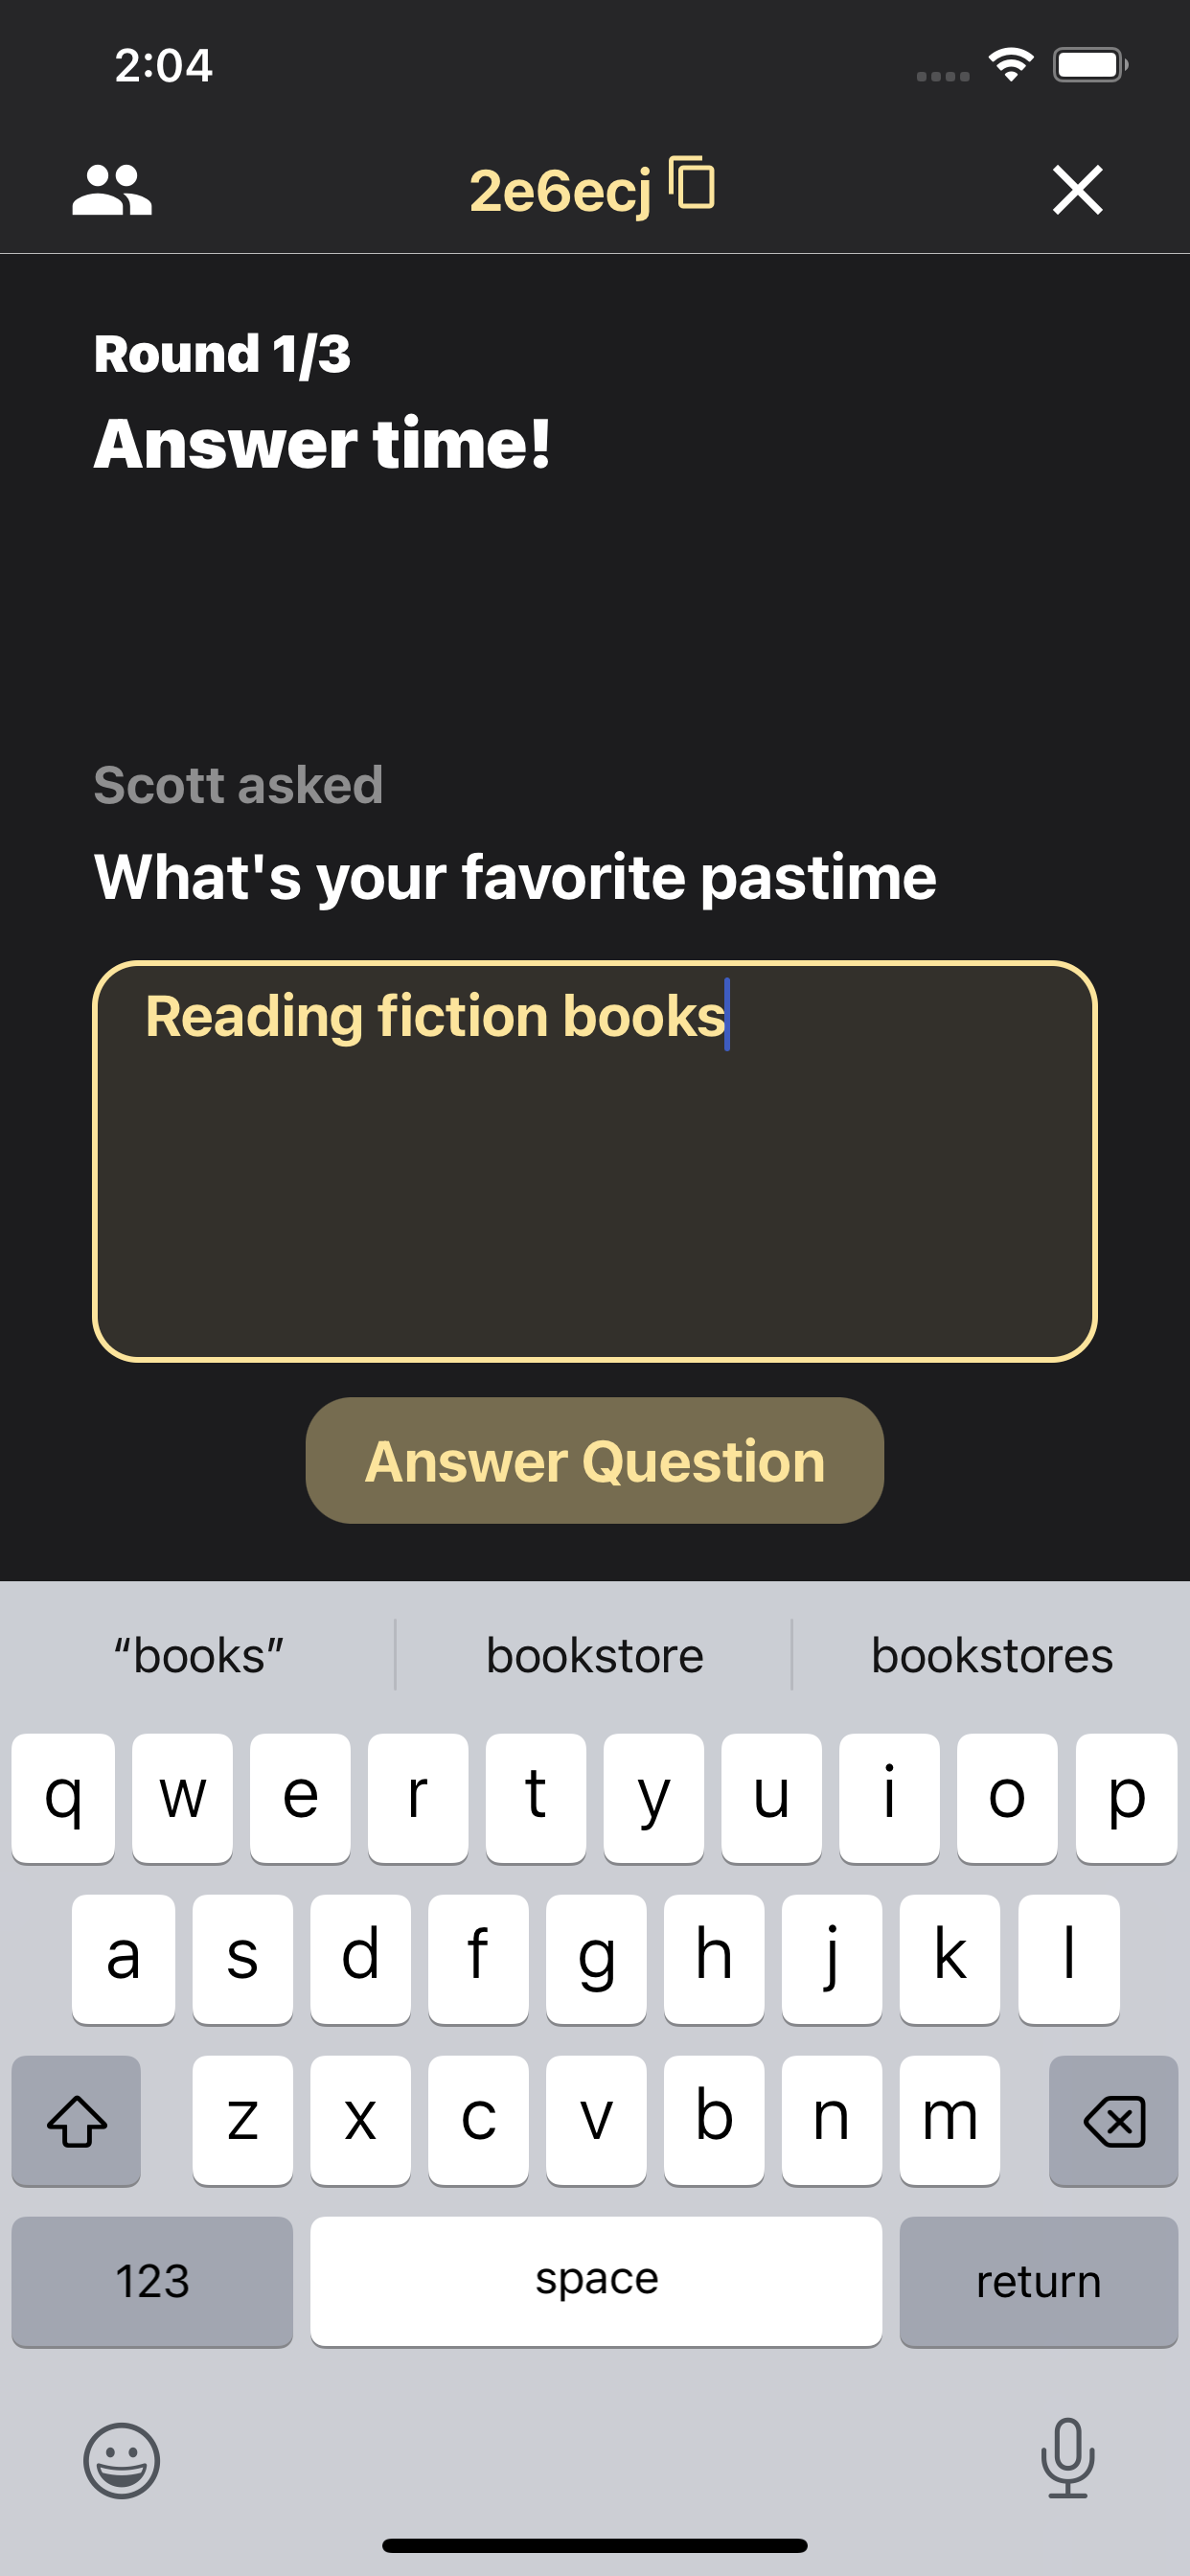 2:04
2e6ecj
Round 1/3
Answer time!
Scott asked
What's your favorite pastime
Reading fiction books
Answer Question
“books” bookstore bookstores
q w e r t y u i o p
a s d f g h j k l
z x c v b n m
123 space return